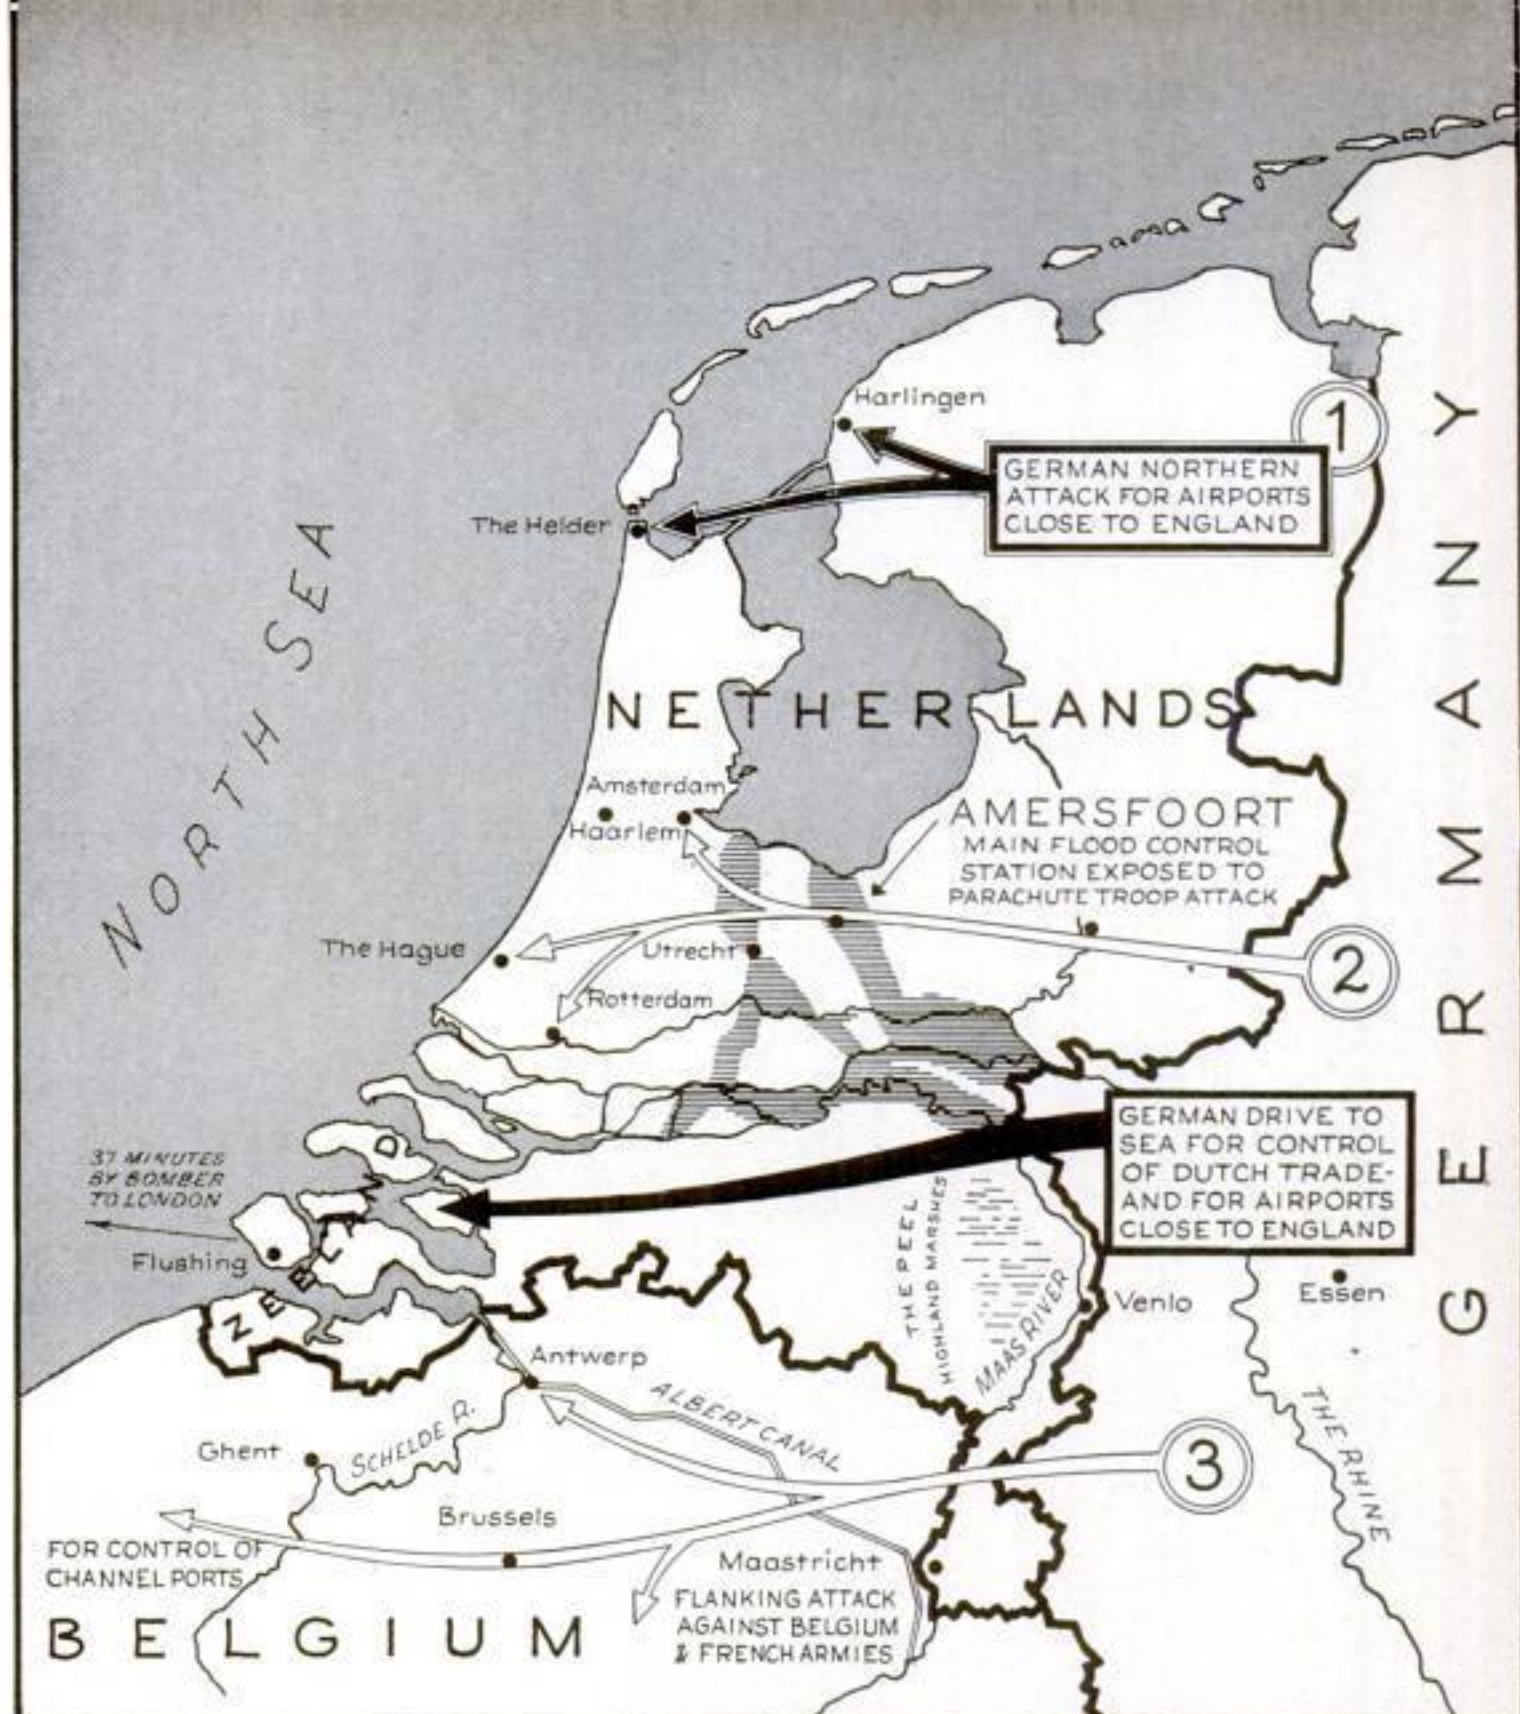 Harlingen
1
GERMAN NORTHERN
ATTACK FOR AIRPORTS
CLOSE TO ENGLAND
The Helder
NORTH SEA
GERMANY
NETHERLANDS
Amsterdam
Haarlem
AMERSFOORT
MAIN FLOOD CONTROL
STATION EXPOSED TO
PARACHUTE TROOP ATTACK
The Hague
Utrecht
2
Rotterdam
GERMAN DRIVE TO
SEA FOR CONTROL
OF DUTCH TRADE-
AND FOR AIRPORTS
CLOSE TO ENGLAND
37 MINUTES
BY BOMBER
TO LONDON
Flushing
ZEELAND
THE PEEL
HIGHLAND MARSHES
MAAS RIVER
Venlo
Essen
Antwerp
ALBERT CANAL
SCHELDE R.
Ghent
THE RHINE
3
Brussels
FOR CONTROL OF
CHANNEL PORTS
Maastricht
FLANKING ATTACK
AGAINST BELGIUM
& FRENCH ARMIES
BELGIUM